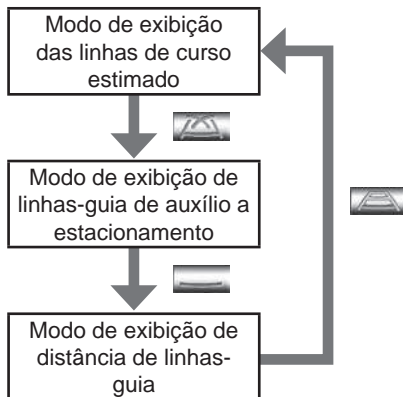 Modo de exibição
das linhas de curso
estimado
Modo de exibição de
linhas-guia de auxílio a
estacionamento
Modo de exibição de
distância de linhas-
guia